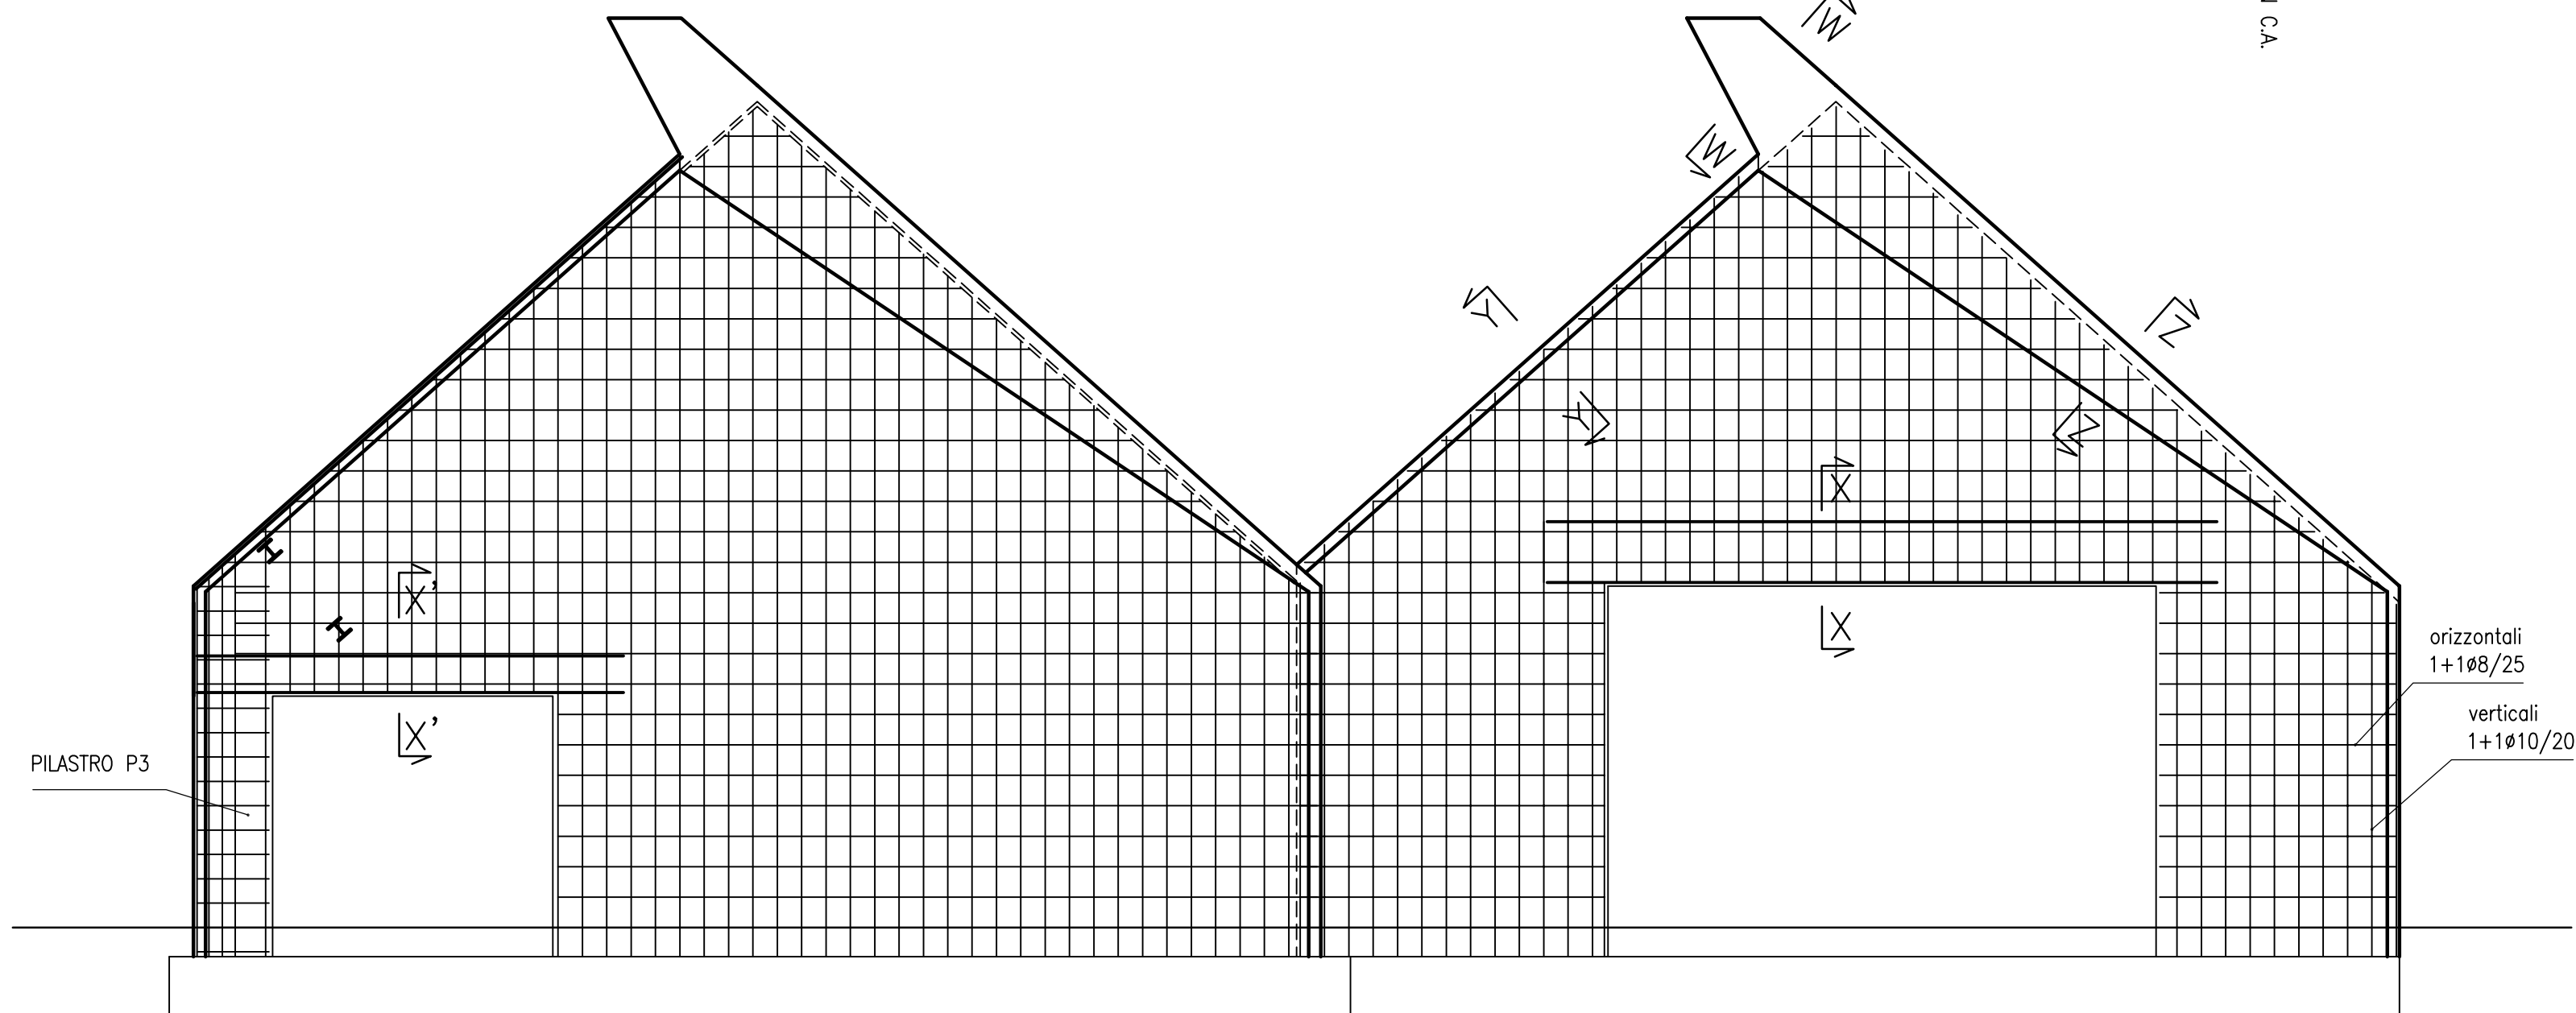 C.A.
W
W
Y
Z
Y
Z
X
H
X'
H
X
orizzontali
1+1ø8/25
verticali
1+1ø10/20
X'
PILASTRO P3